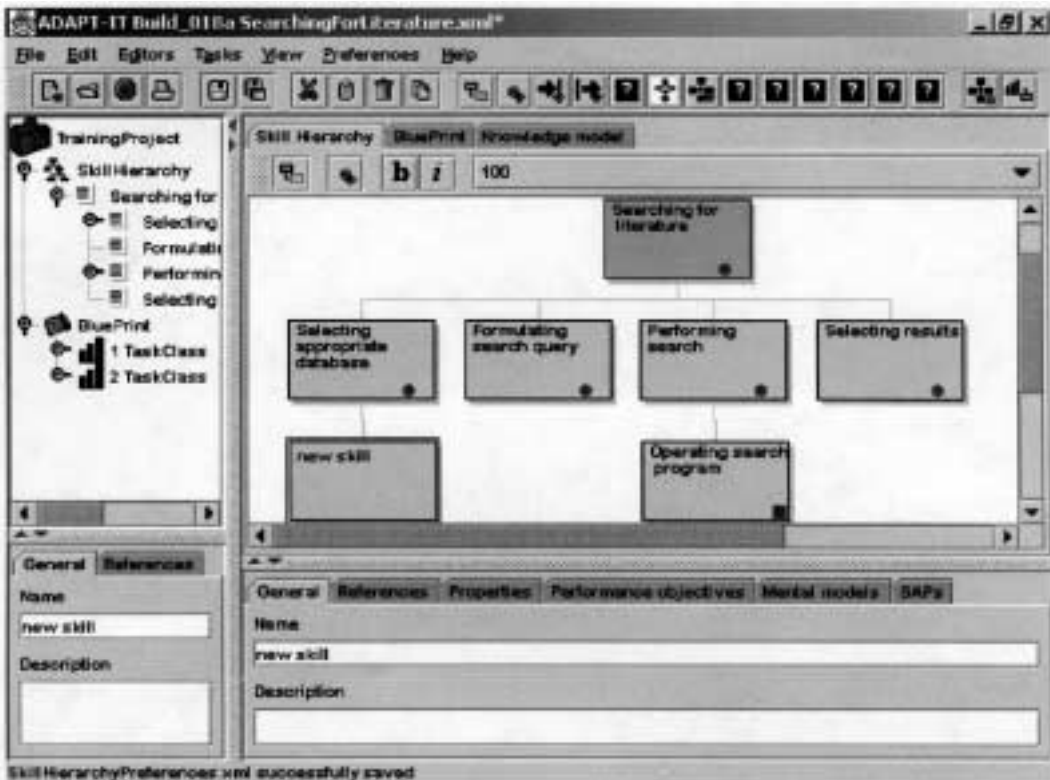 ADAPT-IT Build_018a SearchingForLiterature.xml*
File Edit Editors Tasks View Preferences Help
TrainingProject
SkillHierarchy
Searching for
Selecting
Formulati
Performin
Selecting
BluePrint
1 TaskClass
2 TaskClass
Skill Hierarchy BluePrint Knowledge model
b i 100
Searching for
literature
Selecting
appropriate
database
Formulating
search query
Performing
search
Selecting results
new skill
Operating search
program
General References
Name
new skill
Description
General References Properties Performance objectives Mental models SAPs
Name
new skill
Description
SkillHierarchyPreferences.xml successfully saved